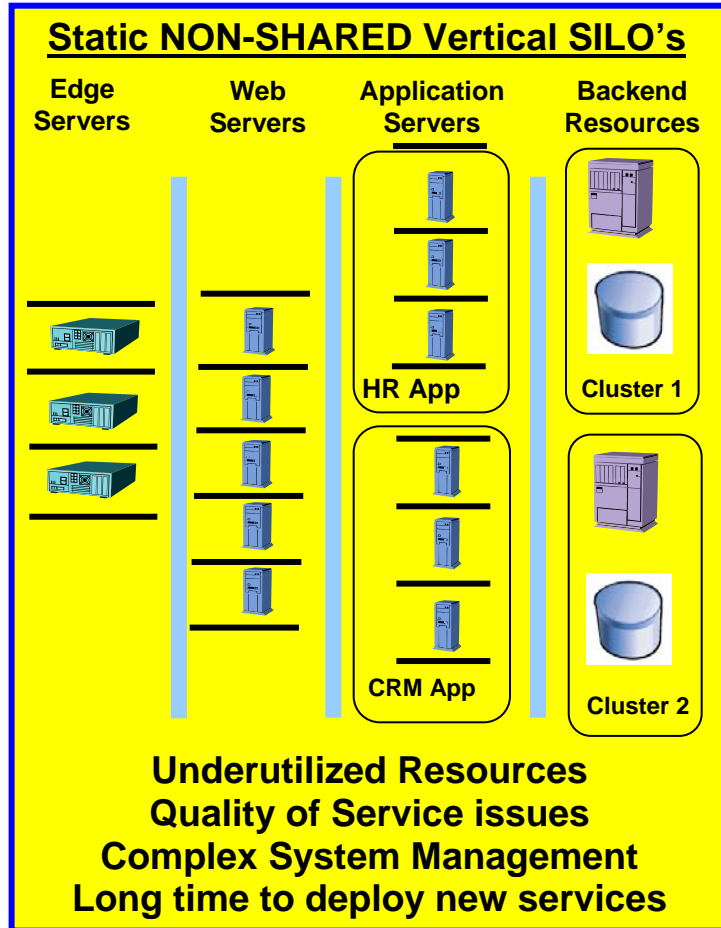 Static NON-SHARED Vertical SILO's
Edge
Servers
Web
Servers
Application
Servers
Backend
Resources
HR App
Cluster 1
CRM App
Cluster 2
Underutilized Resources
Quality of Service issues
Complex System Management
Long time to deploy new services